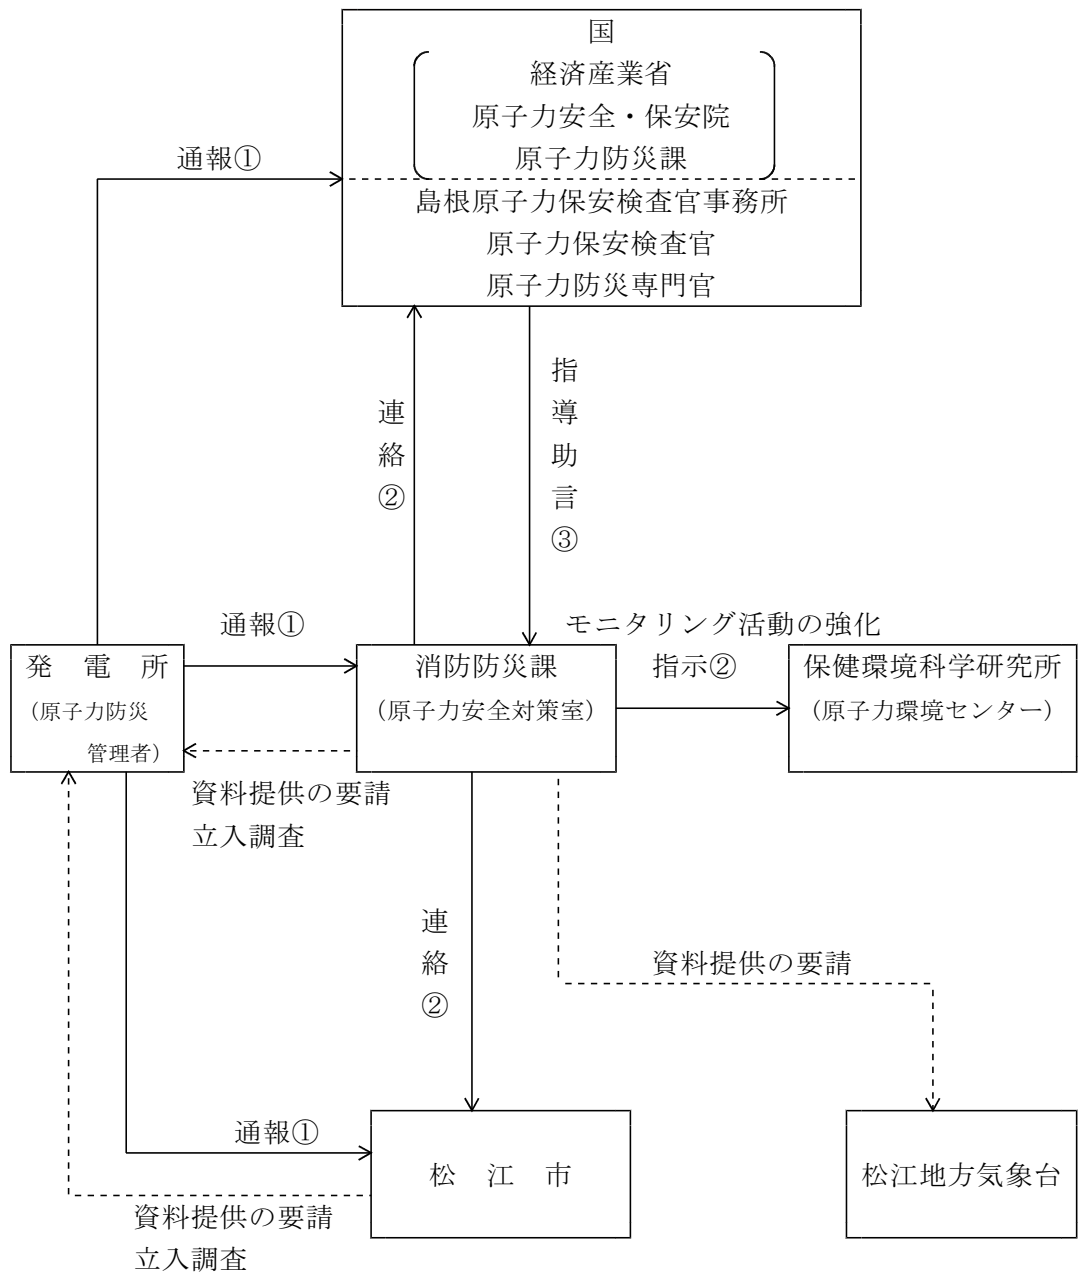 国
経済産業省
原子力安全・保安院
原子力防災課
通報①
島根原子力保安検査官事務所
原子力保安検査官
原子力防災専門官
連絡②
指導助言③
通報①
モニタリング活動の強化
指示②
発 電 所
(原子力防災
管理者)
消防防災課
(原子力安全対策室)
保健環境科学研究所
(原子力環境センター)
資料提供の要請
立入調査
連絡②
資料提供の要請
通報①
松 江 市
松江地方気象台
資料提供の要請
立入調査